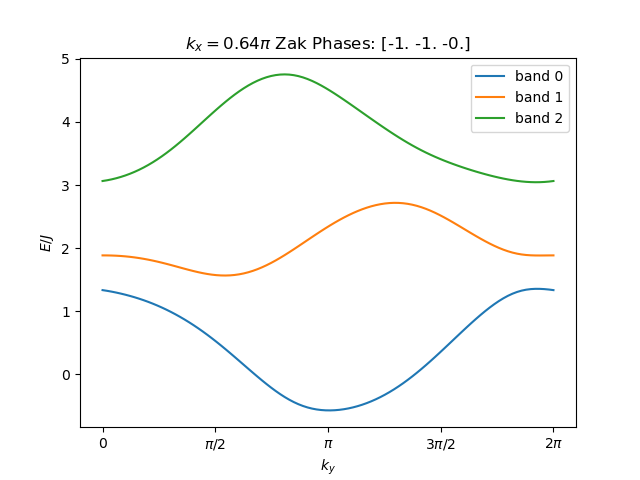 $k_x = 0.64\pi$ Zak Phases: [-1. -1. -0.]
5
4
3
2
1
0
E/J
band 0
band 1
band 2
0
π/2
π
3π/2
2π
$k_y$